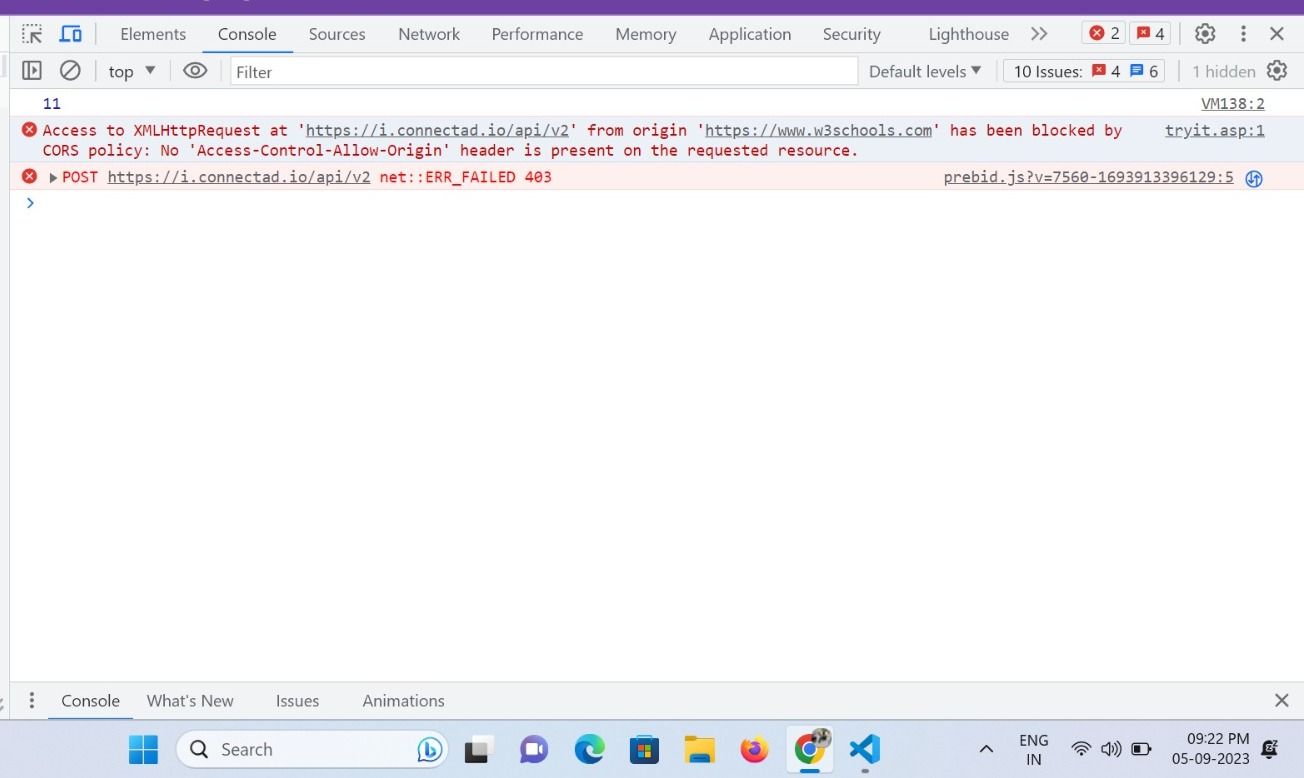 Elements Console Sources Network Performance Memory Application Security Lighthouse 2 4
top Filter Default levels 10 Issues: 4 6 1 hidden
11 VM138:2
Access to XMLHttpRequest at 'https://i.connectad.io/api/v2' from origin 'https://www.w3schools.com' has been blocked by tryit.asp:1
CORS policy: No 'Access-Control-Allow-Origin' header is present on the requested resource.
POST https://i.connectad.io/api/v2 net::ERR_FAILED 403 prebid.js?v=7560-1693913396129:5
Console What's New Issues Animations
Search ENG 09:22 PM
IN 05-09-2023